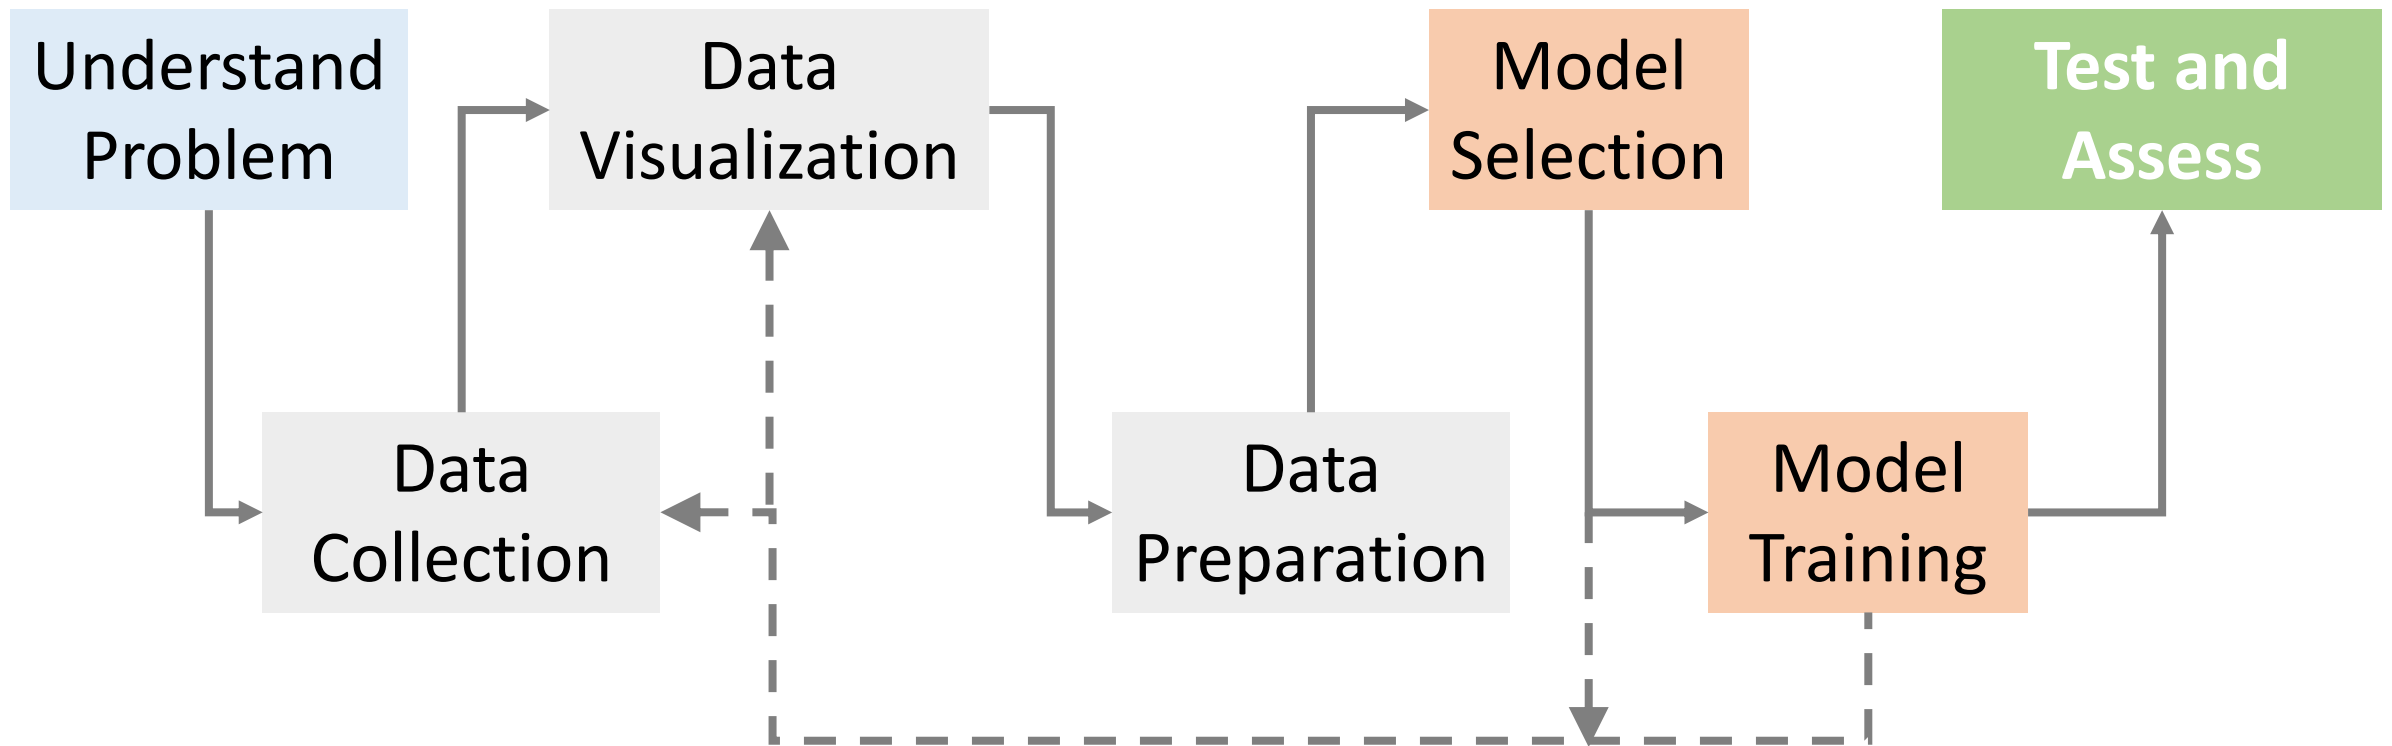 Understand
Problem
Data
Collection
Data
Visualization
Data
Preparation
Model
Selection
Model
Training
Test and
Assess